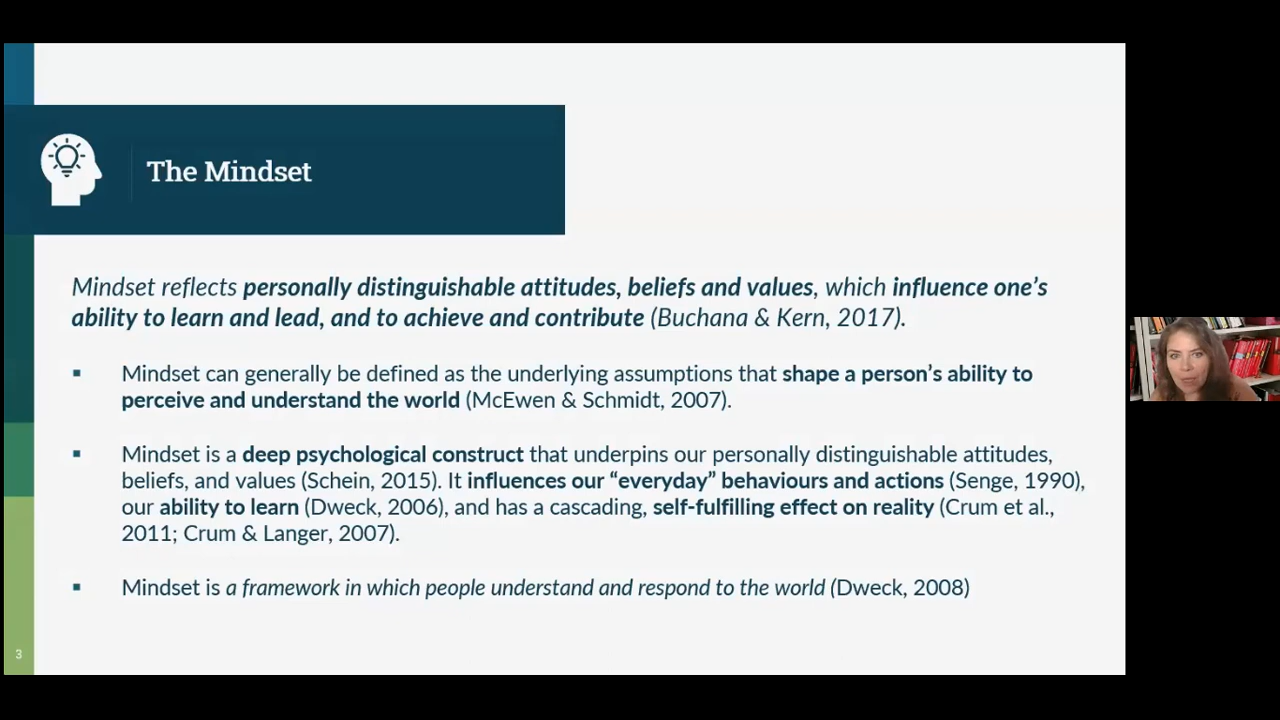 The Mindset
Mindset reflects personally distinguishable attitudes, beliefs and values, which influence one’s
ability to learn and lead, and to achieve and contribute (Buchana & Kern, 2017).
▪ Mindset can generally be defined as the underlying assumptions that shape a person’s ability to
perceive and understand the world (McEwen & Schmidt, 2007).
▪ Mindset is a deep psychological construct that underpins our personally distinguishable attitudes,
beliefs, and values (Schein, 2015). It influences our “everyday” behaviours and actions (Senge, 1990),
our ability to learn (Dweck, 2006), and has a cascading, self-fulfilling effect on reality (Crum et al.,
2011; Crum & Langer, 2007).
▪ Mindset is a framework in which people understand and respond to the world (Dweck, 2008)
3